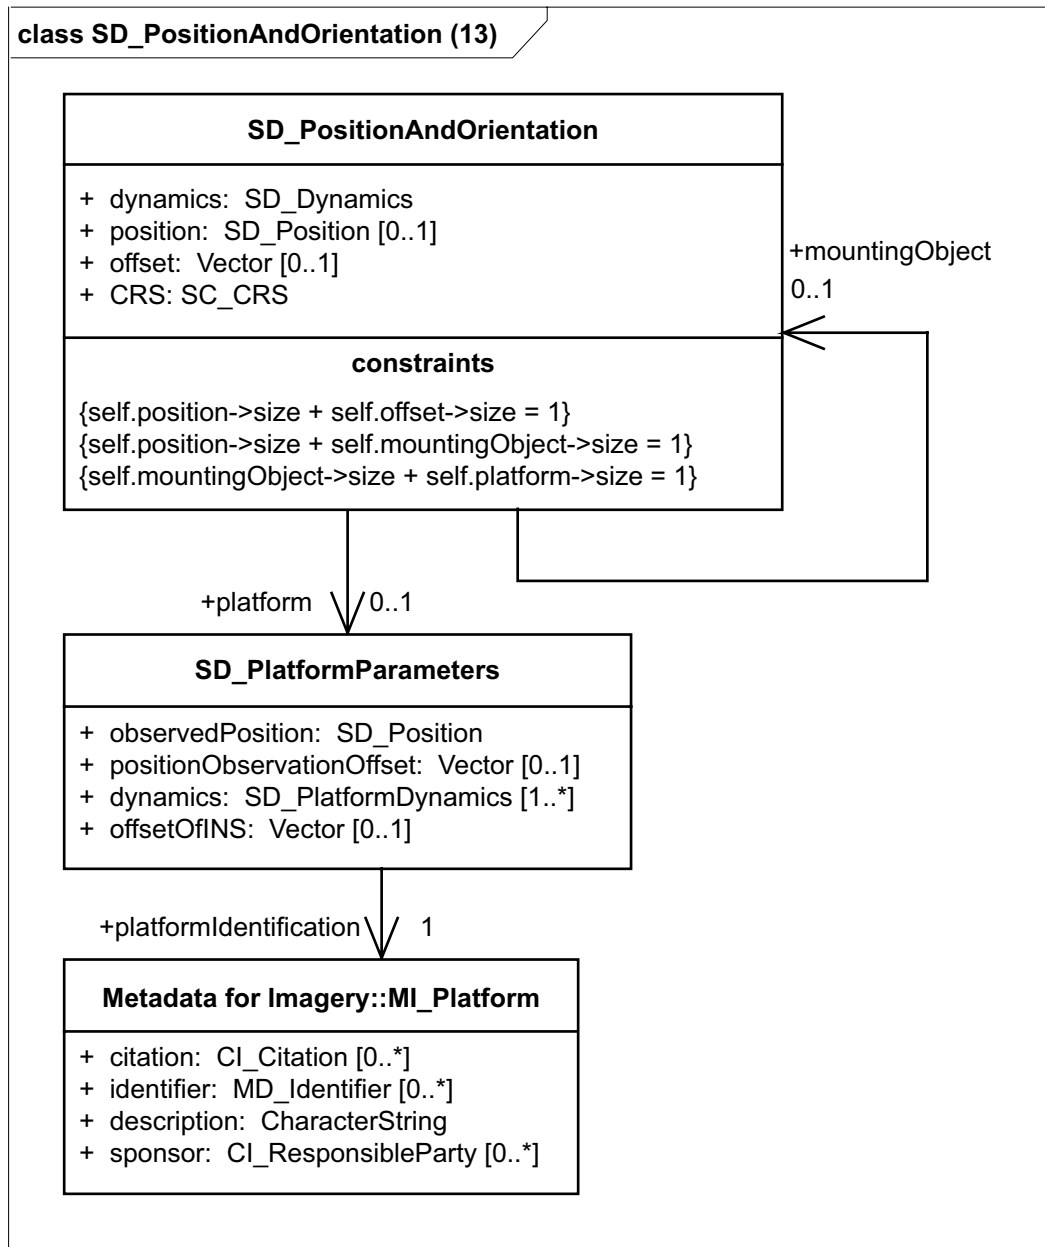 class SD_PositionAndOrientation (13)
SD_PositionAndOrientation
+ dynamics: SD_Dynamics
+ position: SD_Position [0..1]
+ offset: Vector [0..1]
+ CRS: SC_CRS
+mountingObject
0..1
constraints
{self.position->size + self.offset->size = 1}
{self.position->size + self.mountingObject->size = 1}
{self.mountingObject->size + self.platform->size = 1}
+platform 0..1
SD_PlatformParameters
+ observedPosition: SD_Position
+ positionObservationOffset: Vector [0..1]
+ dynamics: SD_PlatformDynamics [1..*]
+ offsetOfINS: Vector [0..1]
+platformIdentification 1
Metadata for Imagery::MI_Platform
+ citation: CI_Citation [0..*]
+ identifier: MD_Identifier [0..*]
+ description: CharacterString
+ sponsor: CI_ResponsibleParty [0..*]